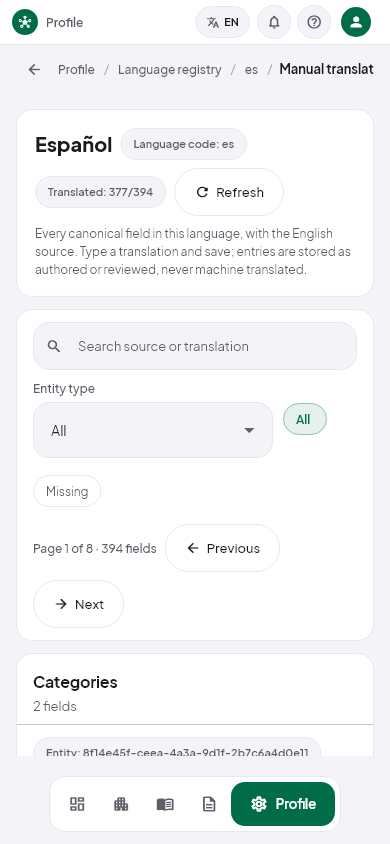 Profile
EN
Profile / Language registry / es / Manual translat
Español
Language code: es
Translated: 377/394
Refresh
Every canonical field in this language, with the English
source. Type a translation and save; entries are stored as
authored or reviewed, never machine translated.
Search source or translation
Entity type
All
All
Missing
Page 1 of 8 · 394 fields
Previous
Next
Categories
2 fields
Entity: 8f14e45f-ceea-4a3a-9d1f-2b7c6a4d0e11
Profile